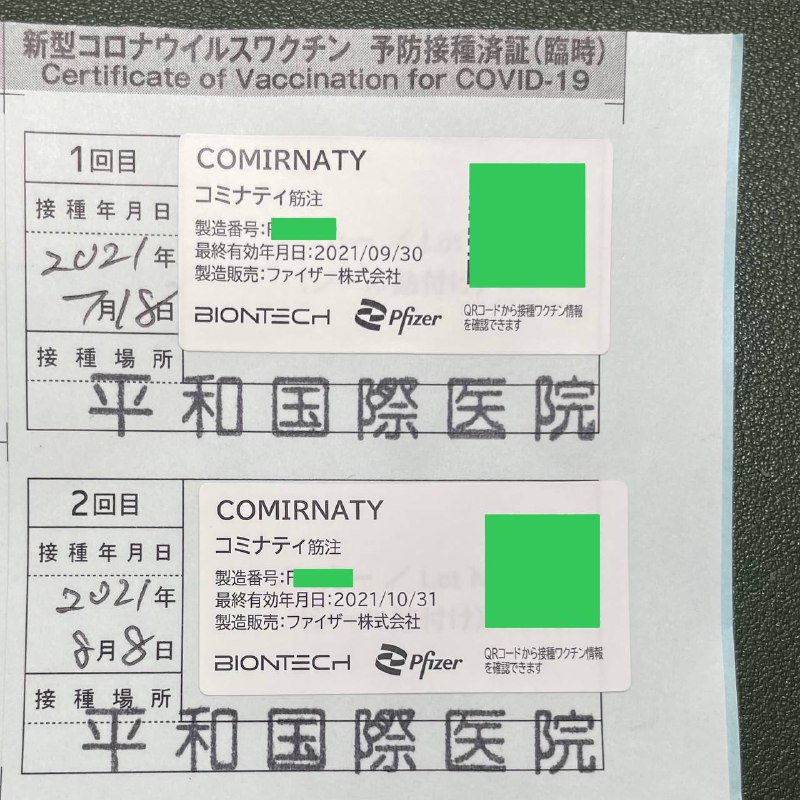 新型コロナウイルスワクチン 予防接種済証(臨時)
Certificate of Vaccination for COVID-19
1回目
接種年月日
2021年
7月18日
接種場所
平和国際医院
COMIRNATY
コミナティ筋注
製造番号:F
最終有効年月日:2021/09/30
製造販売:ファイザー株式会社
BIONTECH Pfizer
QRコードから接種ワクチン情報
を確認できます
2回目
接種年月日
2021年
8月8日
接種場所
平和国際医院
COMIRNATY
コミナティ筋注
製造番号:F
最終有効年月日:2021/10/31
製造販売:ファイザー株式会社
BIONTECH Pfizer
QRコードから接種ワクチン情報
を確認できます